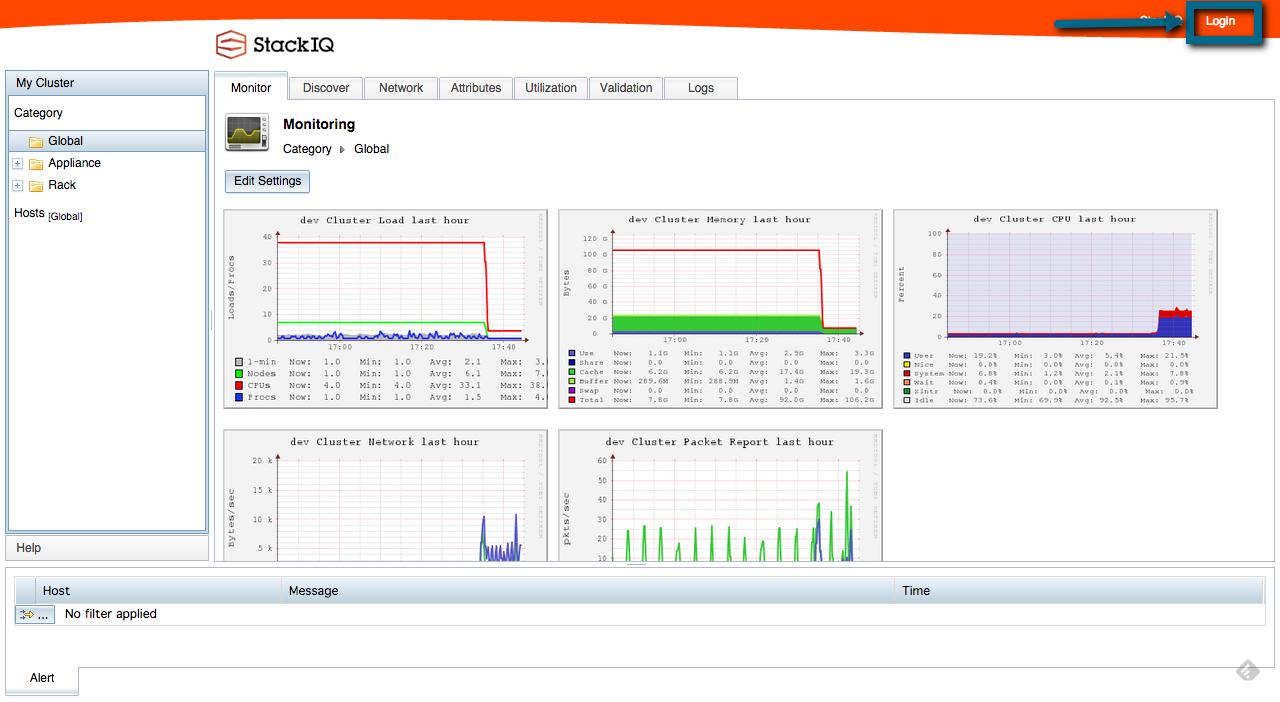 Login
StackIQ
My Cluster
Category
Global
Appliance
Rack
Hosts [Global]
Help
Monitor Discover Network Attributes Utilization Validation Logs
Monitoring
Category Global
Edit Settings
dev Cluster Load last hour
Loads/Procs
40
30
20
10
0
17:00 17:20 17:40
1-min Now: 1.0 Min: 1.0 Avg: 2.1 Max: 3.
Nodes Now: 1.0 Min: 1.0 Avg: 6.1 Max: 7.
CPUs Now: 4.0 Min: 4.0 Avg: 33.1 Max: 38.
Procs Now: 1.0 Min: 1.0 Avg: 1.5 Max: 4.
dev Cluster Memory last hour
Bytes
120 G
100 G
80 G
60 G
40 G
20 G
0
17:00 17:20 17:40
Use Now: 1.1G Min: 1.1G Avg: 2.9G Max: 3.3G
Share Now: 0.0 Min: 0.0 Avg: 0.0 Max: 0.0
Cache Now: 6.2G Min: 6.2G Avg: 17.4G Max: 19.3G
Buffer Now: 289.6M Min: 288.9M Avg: 1.4G Max: 1.6G
Swap Now: 0.0 Min: 0.0 Avg: 0.0 Max: 0.0
Total Now: 7.8G Min: 7.8G Avg: 92.0G Max: 106.2G
dev Cluster CPU last hour
Percent
100
80
60
40
20
0
17:00 17:20 17:40
User Now: 19.2% Min: 3.0% Avg: 5.4% Max: 21.5%
Nice Now: 0.0% Min: 0.0% Avg: 0.0% Max: 0.0%
System Now: 6.8% Min: 1.2% Avg: 2.1% Max: 7.8%
Wait Now: 0.4% Min: 0.0% Avg: 0.1% Max: 0.9%
Sintr Now: 0.0% Min: 0.0% Avg: 0.0% Max: 0.0%
Idle Now: 73.6% Min: 69.9% Avg: 92.5% Max: 95.7%
dev Cluster Network last hour
Bytes/sec
20 k
15 k
10 k
5 k
dev Cluster Packet Report last hour
pkts/sec
60
50
40
30
20
10
Host Message Time
... No filter applied
Alert